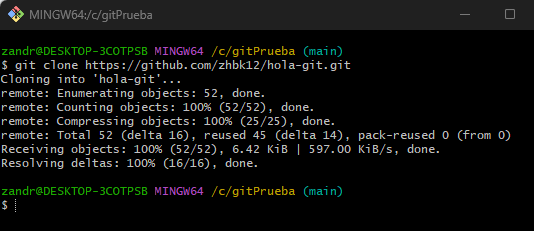 MINGW64:/c/gitPrueba
zandr@DESKTOP-3COTPSB MINGW64 /c/gitPrueba (main)
$ git clone https://github.com/zhbk12/hola-git.git
Cloning into 'hola-git'...
remote: Enumerating objects: 52, done.
remote: Counting objects: 100% (52/52), done.
remote: Compressing objects: 100% (25/25), done.
remote: Total 52 (delta 16), reused 45 (delta 14), pack-reused 0 (from 0)
Receiving objects: 100% (52/52), 6.42 KiB | 597.00 KiB/s, done.
Resolving deltas: 100% (16/16), done.
zandr@DESKTOP-3COTPSB MINGW64 /c/gitPrueba (main)
$